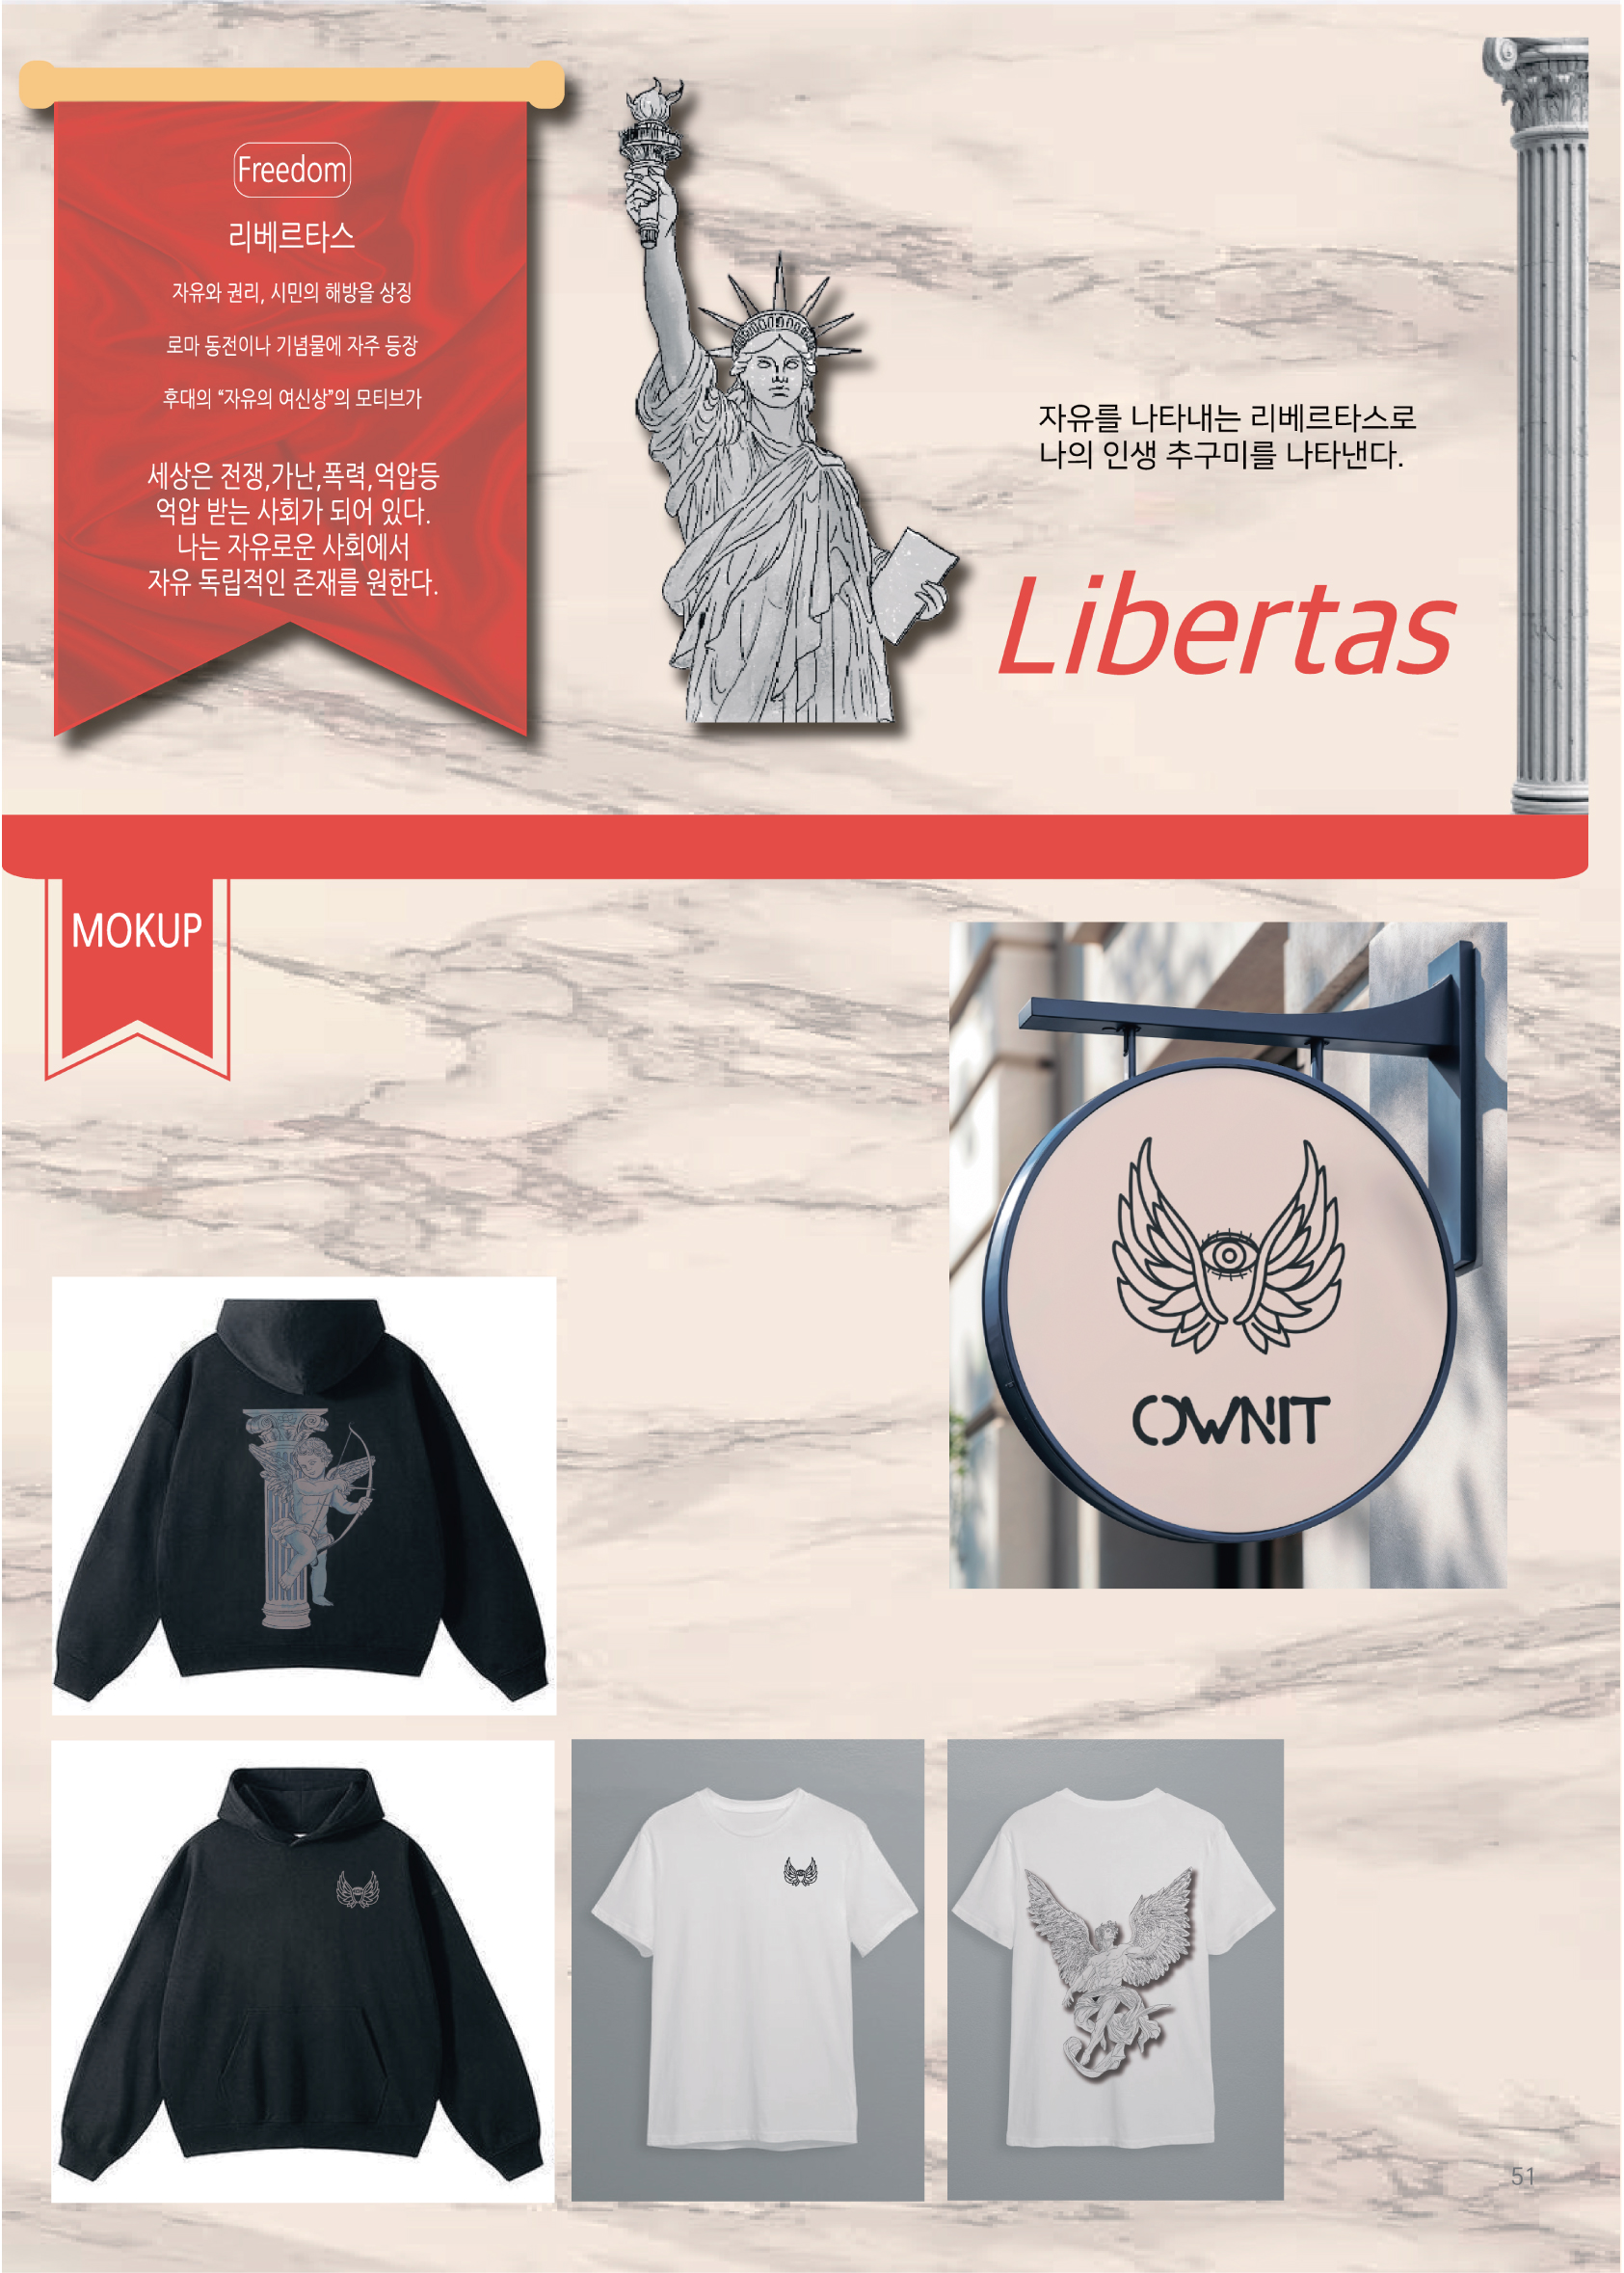 Freedom
리베르타스
자유와 권리, 시민의 해방을 상징
로마 동전이나 기념물에 자주 등장
후대의 “자유의 여신상”의 모티브가
세상은 전쟁,가난,폭력,억압등
억압 받는 사회가 되어 있다.
나는 자유로운 사회에서
자유 독립적인 존재를 원한다.
자유를 나타내는 리베르타스로
나의 인생 추구미를 나타낸다.
Libertas
MOKUP
OWNIT
51